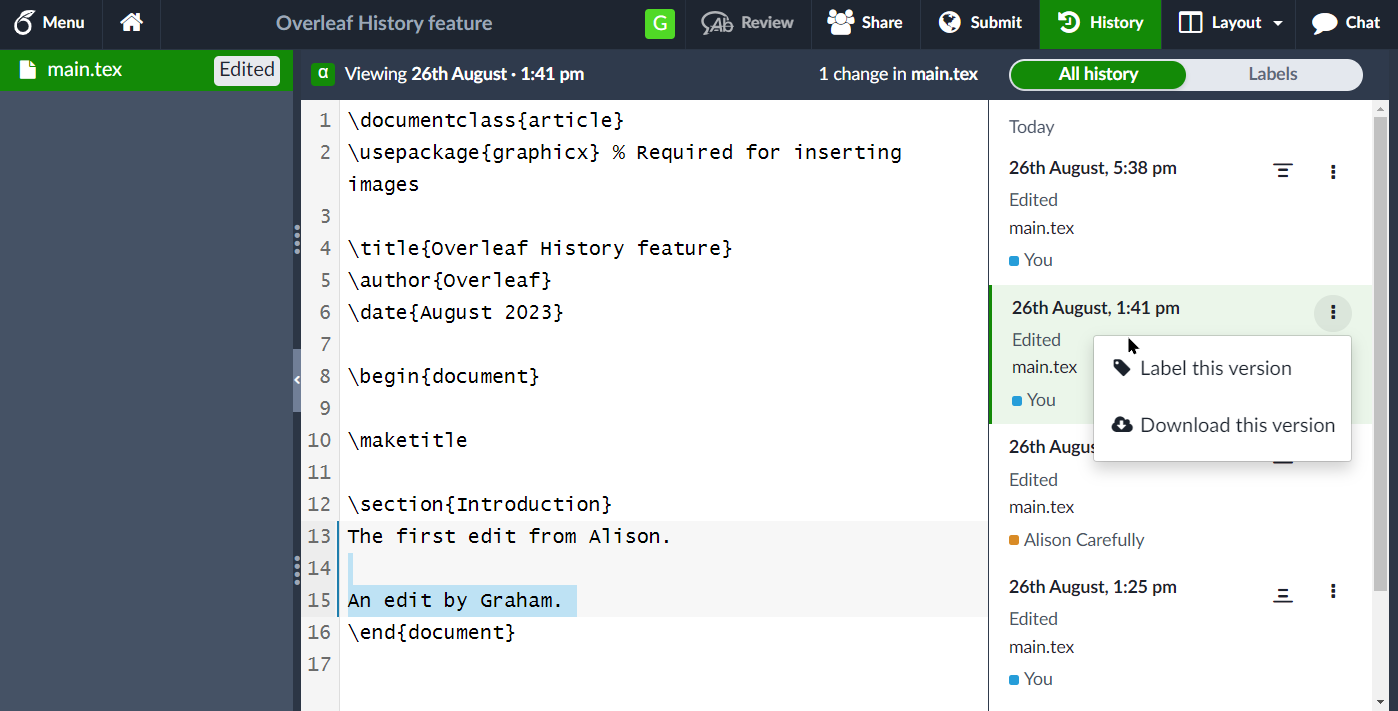 Menu
Overleaf History feature
G
Review
Share
Submit
History
Layout
Chat
main.tex
Edited
α
Viewing 26th August · 1:41 pm
1 change in main.tex
All history
Labels
1 \documentclass{article}
2 \usepackage{graphicx} % Required for inserting
images
3
4 \title{Overleaf History feature}
5 \author{Overleaf}
6 \date{August 2023}
7
8 \begin{document}
9
10 \maketitle
11
12 \section{Introduction}
13 The first edit from Alison.
14
15 An edit by Graham.
16 \end{document}
17
Today
26th August, 5:38 pm
Edited
main.tex
You
26th August, 1:41 pm
Edited
main.tex
You
Label this version
Download this version
26th Augus
Edited
main.tex
Alison Carefully
26th August, 1:25 pm
Edited
main.tex
You